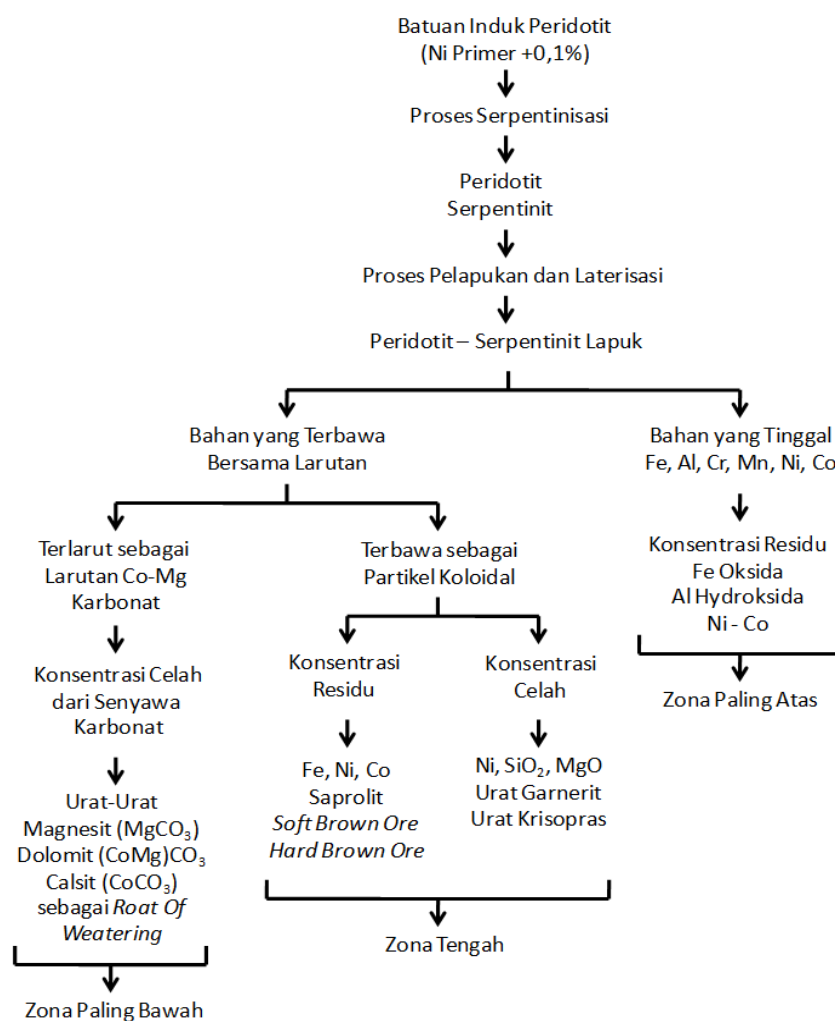 Batuan Induk Peridotit
(Ni Primer +0,1%)
Proses Serpentinisasi
Peridotit
Serpentinit
Proses Pelapukan dan Laterisasi
Peridotit – Serpentinit Lapuk
Bahan yang Terbawa
Bersama Larutan
Bahan yang Tinggal
Fe, Al, Cr, Mn, Ni, Co
Terlarut sebagai
Larutan Co-Mg
Karbonat
Terbawa sebagai
Partikel Koloidal
Konsentrasi Residu
Fe Oksida
Al Hydroksida
Ni - Co
Konsentrasi Celah
dari Senyawa
Karbonat
Konsentrasi
Residu
Konsentrasi
Celah
Zona Paling Atas
Urat-Urat
Magnesit (MgCO₃)
Dolomit (CoMg)CO₃
Calsit (CoCO₃)
sebagai Roat Of
Weatering
Fe, Ni, Co
Saprolit
Soft Brown Ore
Hard Brown Ore
Ni, SiO₂, MgO
Urat Garnerit
Urat Krisopras
Zona Tengah
Zona Paling Bawah